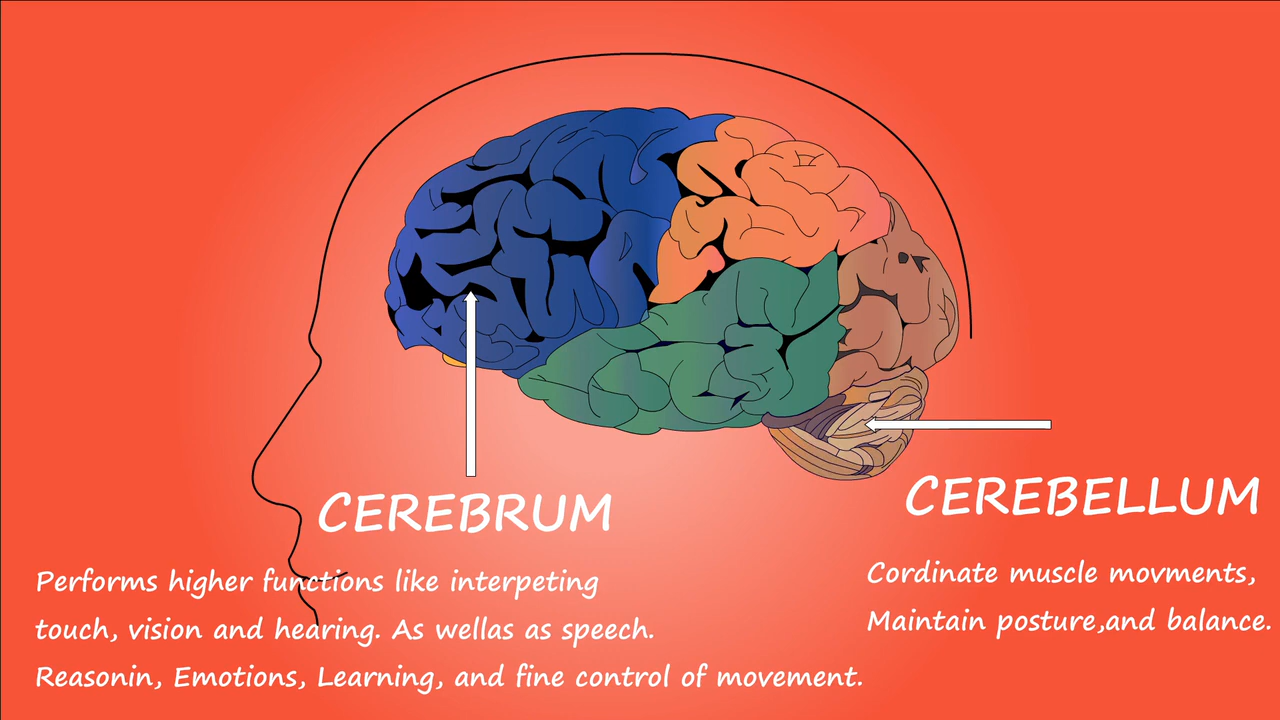 CEREBRUM
Performs higher functions like interpeting
touch, vision and hearing. As wellas as speech.
Reasonin, Emotions, Learning, and fine control of movement.
CEREBELLUM
Cordinate muscle movments,
Maintain posture,and balance.